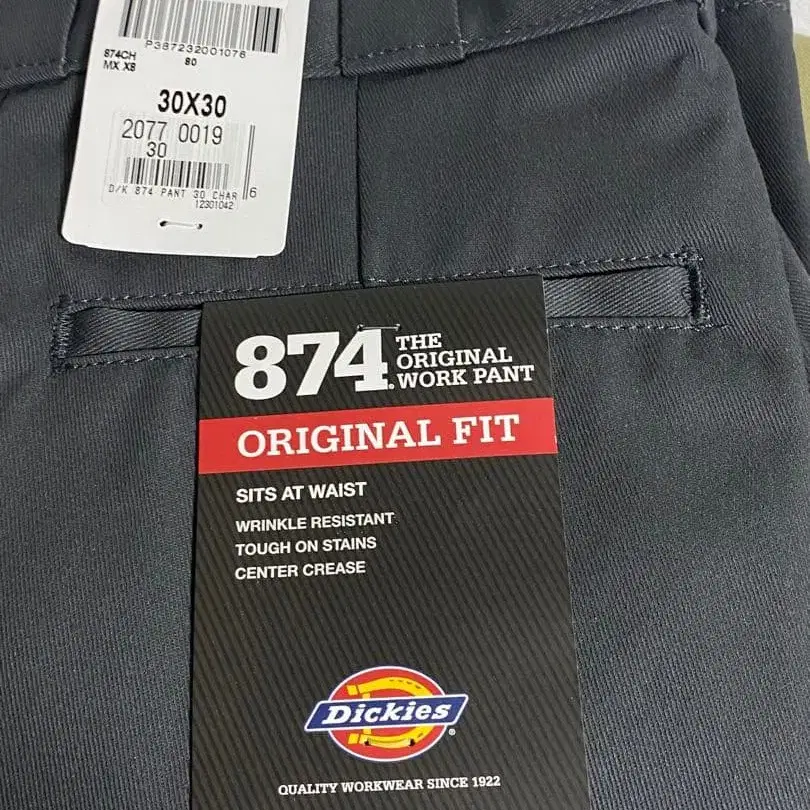 P387232001076
874CH
MX X8
80
30X30
2077 0019
30
6
D/K 874 PANT 30 CHAR
12301042
874® THE
ORIGINAL
WORK PANT
ORIGINAL FIT
SITS AT WAIST
WRINKLE RESISTANT
TOUGH ON STAINS
CENTER CREASE
Dickies®
QUALITY WORKWEAR SINCE 1922